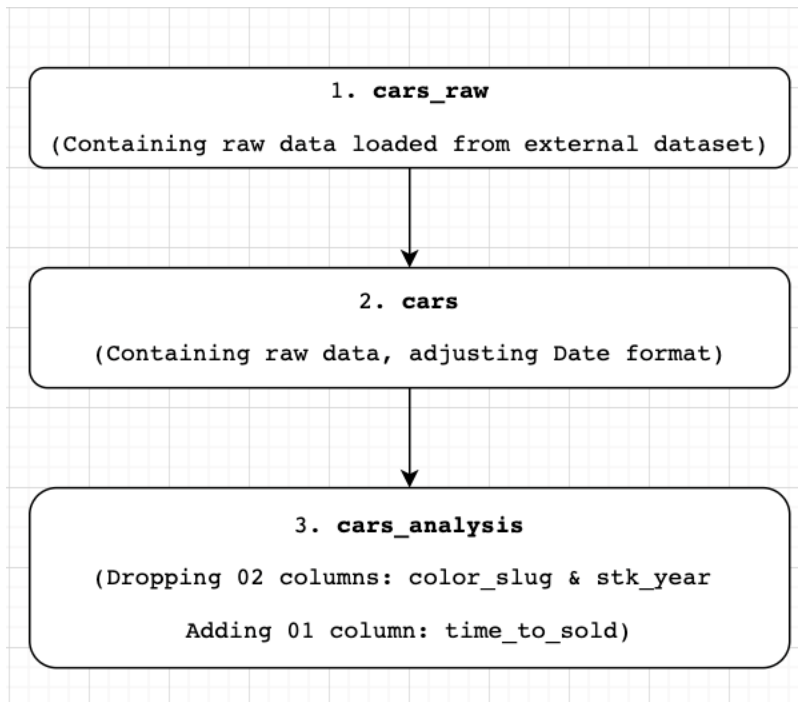 1. cars_raw
(Containing raw data loaded from external dataset)
2. cars
(Containing raw data, adjusting Date format)
3. cars_analysis
(Dropping 02 columns: color_slug & stk_year
Adding 01 column: time_to_sold)